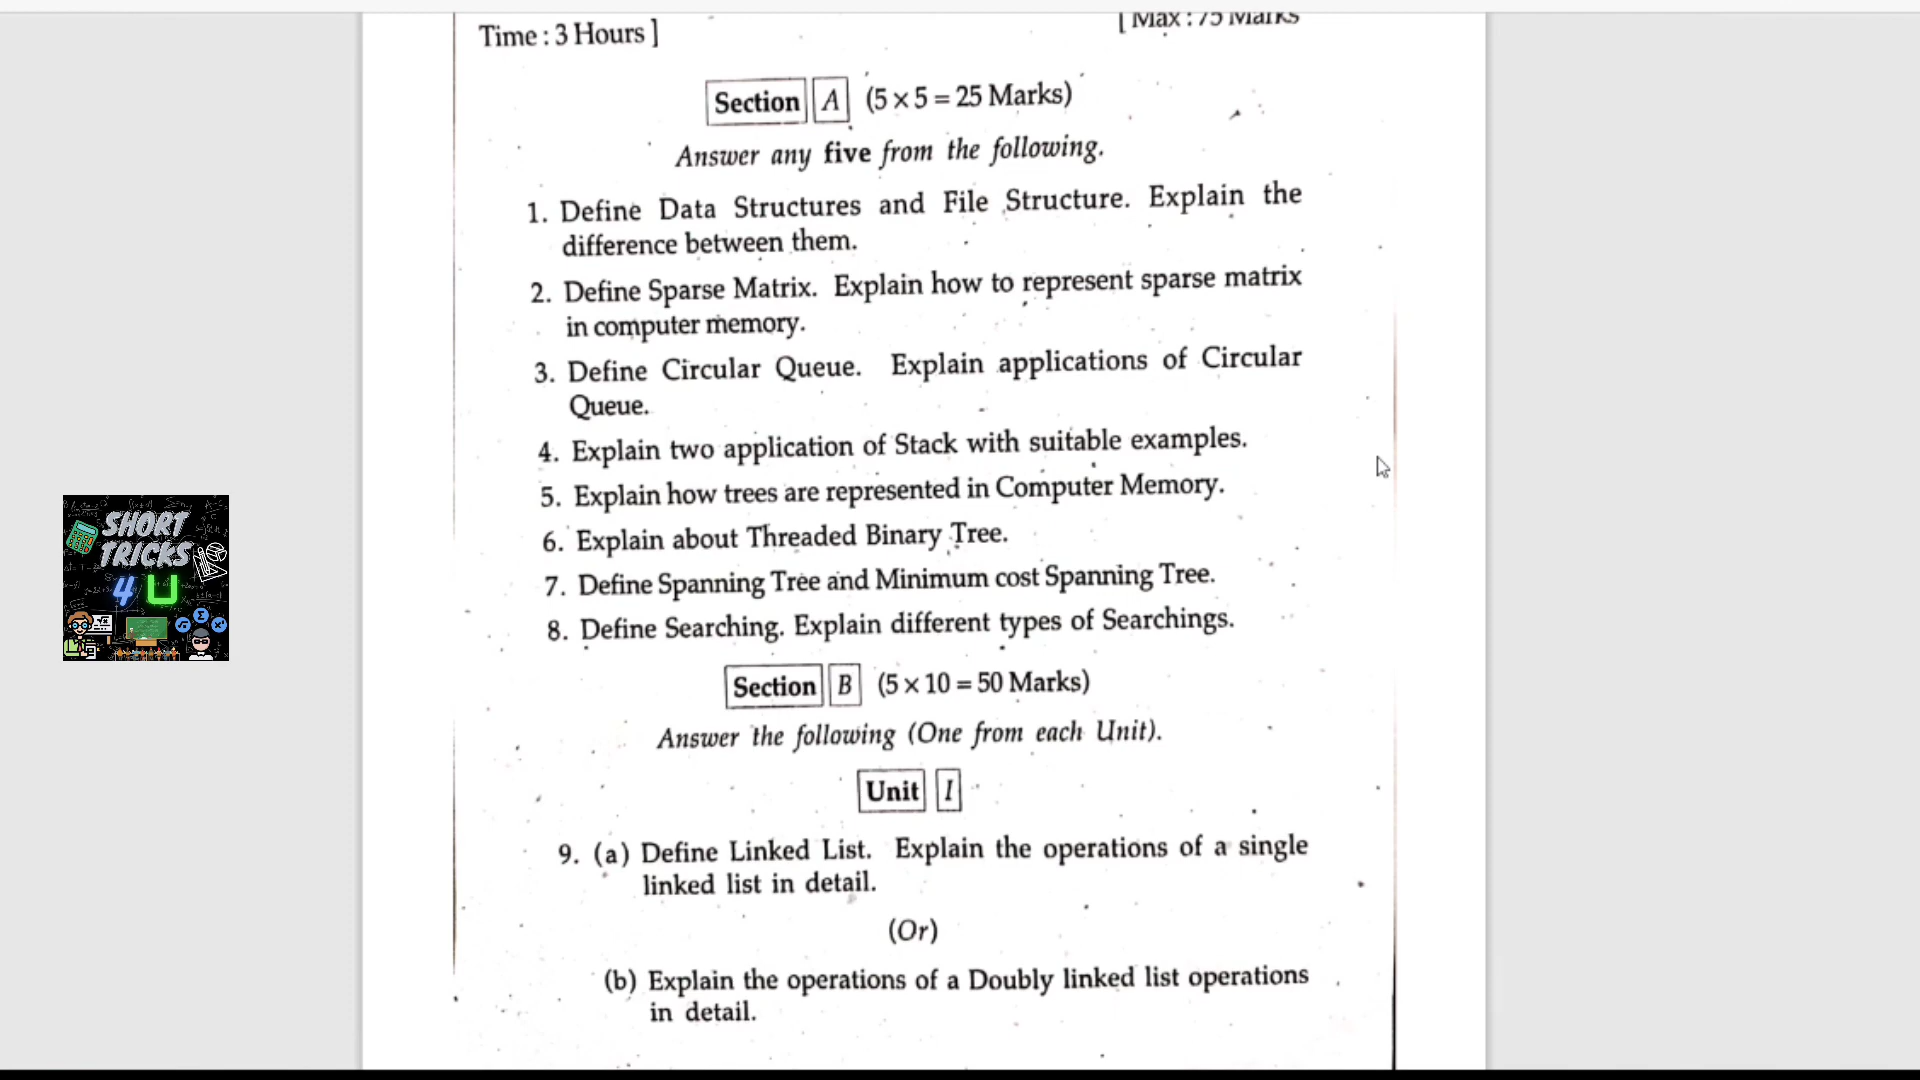 Time : 3 Hours ]
[ Max : 75 Marks
Section A (5 × 5 = 25 Marks)
Answer any five from the following.
1. Define Data Structures and File Structure. Explain the
difference between them.
2. Define Sparse Matrix. Explain how to represent sparse matrix
in computer memory.
3. Define Circular Queue. Explain applications of Circular
Queue.
4. Explain two application of Stack with suitable examples.
5. Explain how trees are represented in Computer Memory.
6. Explain about Threaded Binary Tree.
7. Define Spanning Tree and Minimum cost Spanning Tree.
8. Define Searching. Explain different types of Searchings.
SHORT
TRICKS
4 U
Section B (5 × 10 = 50 Marks)
Answer the following (One from each Unit).
Unit I
9. (a) Define Linked List. Explain the operations of a single
linked list in detail.
(Or)
(b) Explain the operations of a Doubly linked list operations
in detail.